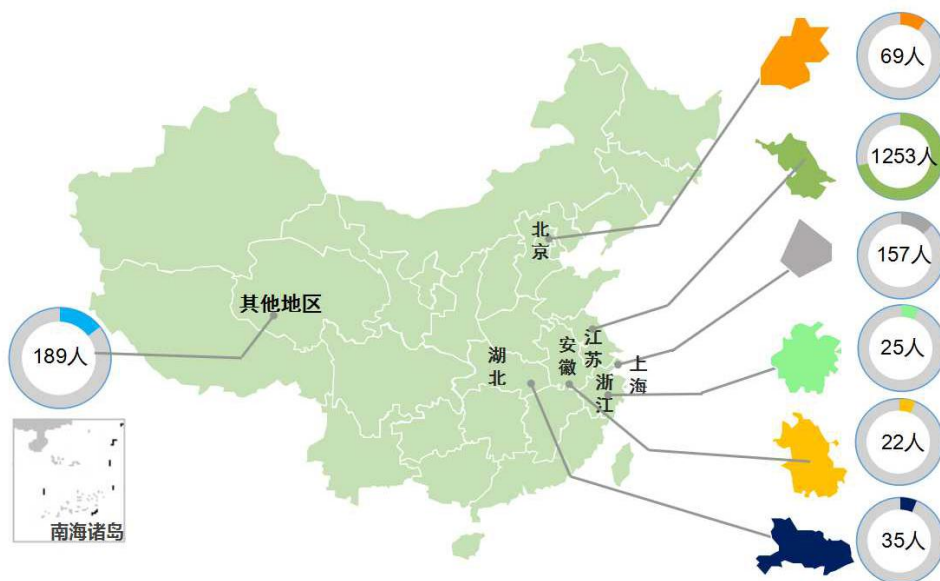 69人
1253人
157人
25人
22人
35人
北京
其他地区
189人
湖北
安徽
江苏
浙江
上海
南海诸岛